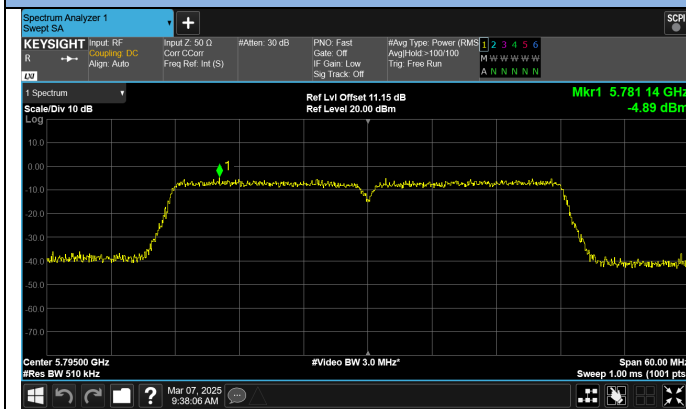 Spectrum Analyzer 1
Swept SA
SCPI
KEYSIGHT
R
LXI
Input: RF
Coupling: DC
Align: Auto
Input Z: 50 Ω
Corr CCorr
Freq Ref: Int (S)
#Atten: 30 dB
PNO: Fast
Gate: Off
IF Gain: Low
Sig Track: Off
#Avg Type: Power (RMS
Avg|Hold:>100/100
Trig: Free Run
1 2 3 4 5 6
M W W W W W
A N N N N N
1 Spectrum
Scale/Div 10 dB
Log
Ref Lvl Offset 11.15 dB
Ref Level 20.00 dBm
Mkr1 5.781 14 GHz
-4.89 dBm
10.0
0.00
-10.0
-20.0
-30.0
-40.0
-50.0
-60.0
-70.0
1
Center 5.79500 GHz
#Res BW 510 kHz
#Video BW 3.0 MHz*
Span 60.00 MHz
Sweep 1.00 ms (1001 pts
?
Mar 07, 2025
9:38:06 AM